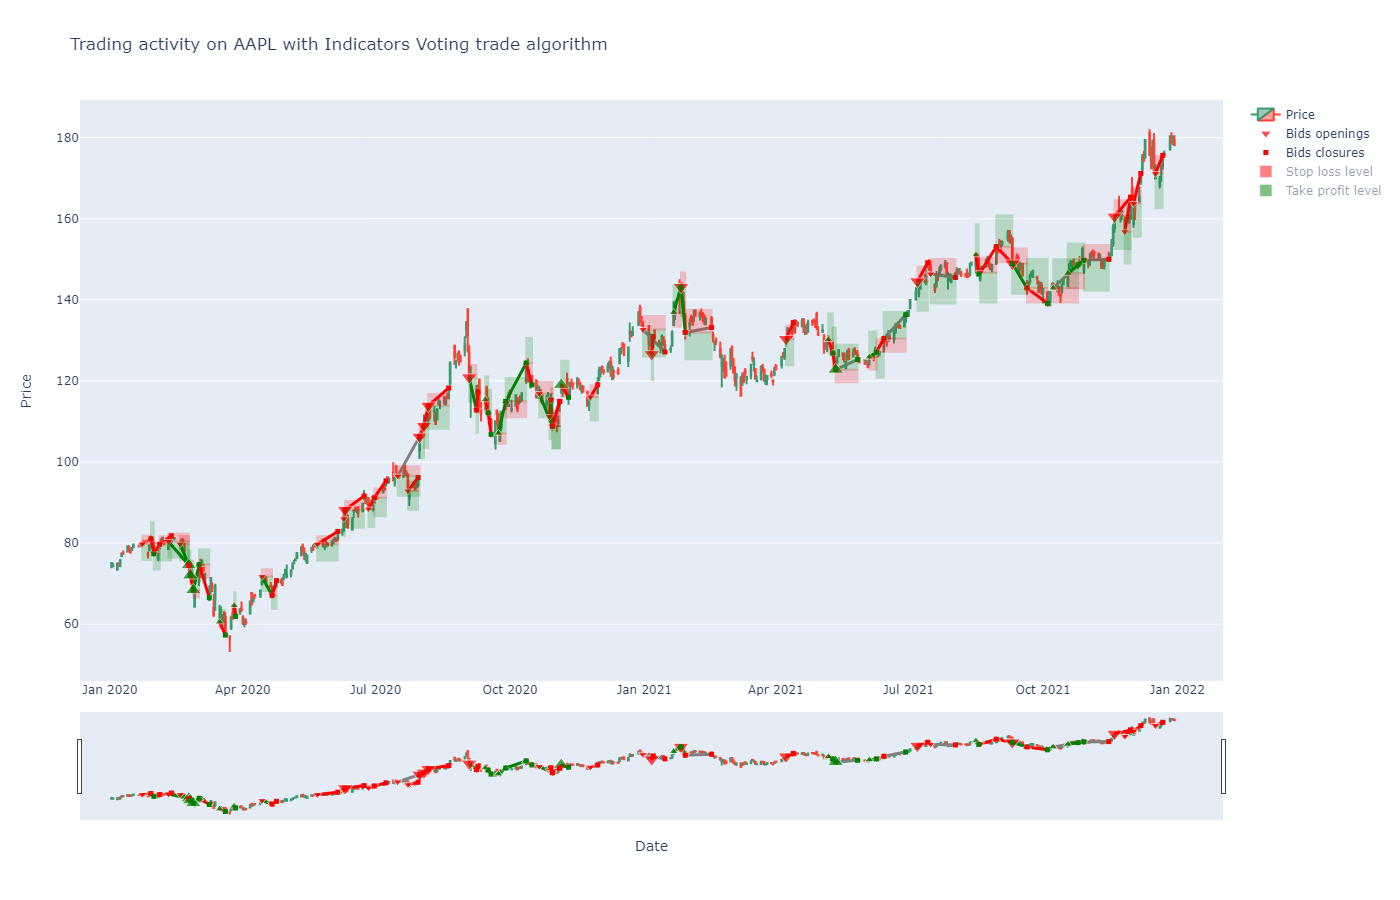 Trading activity on AAPL with Indicators Voting trade algorithm
Price
Bids openings
Bids closures
Stop loss level
Take profit level
180
160
140
120
100
80
60
Price
Jan 2020
Apr 2020
Jul 2020
Oct 2020
Jan 2021
Apr 2021
Jul 2021
Oct 2021
Jan 2022
Date